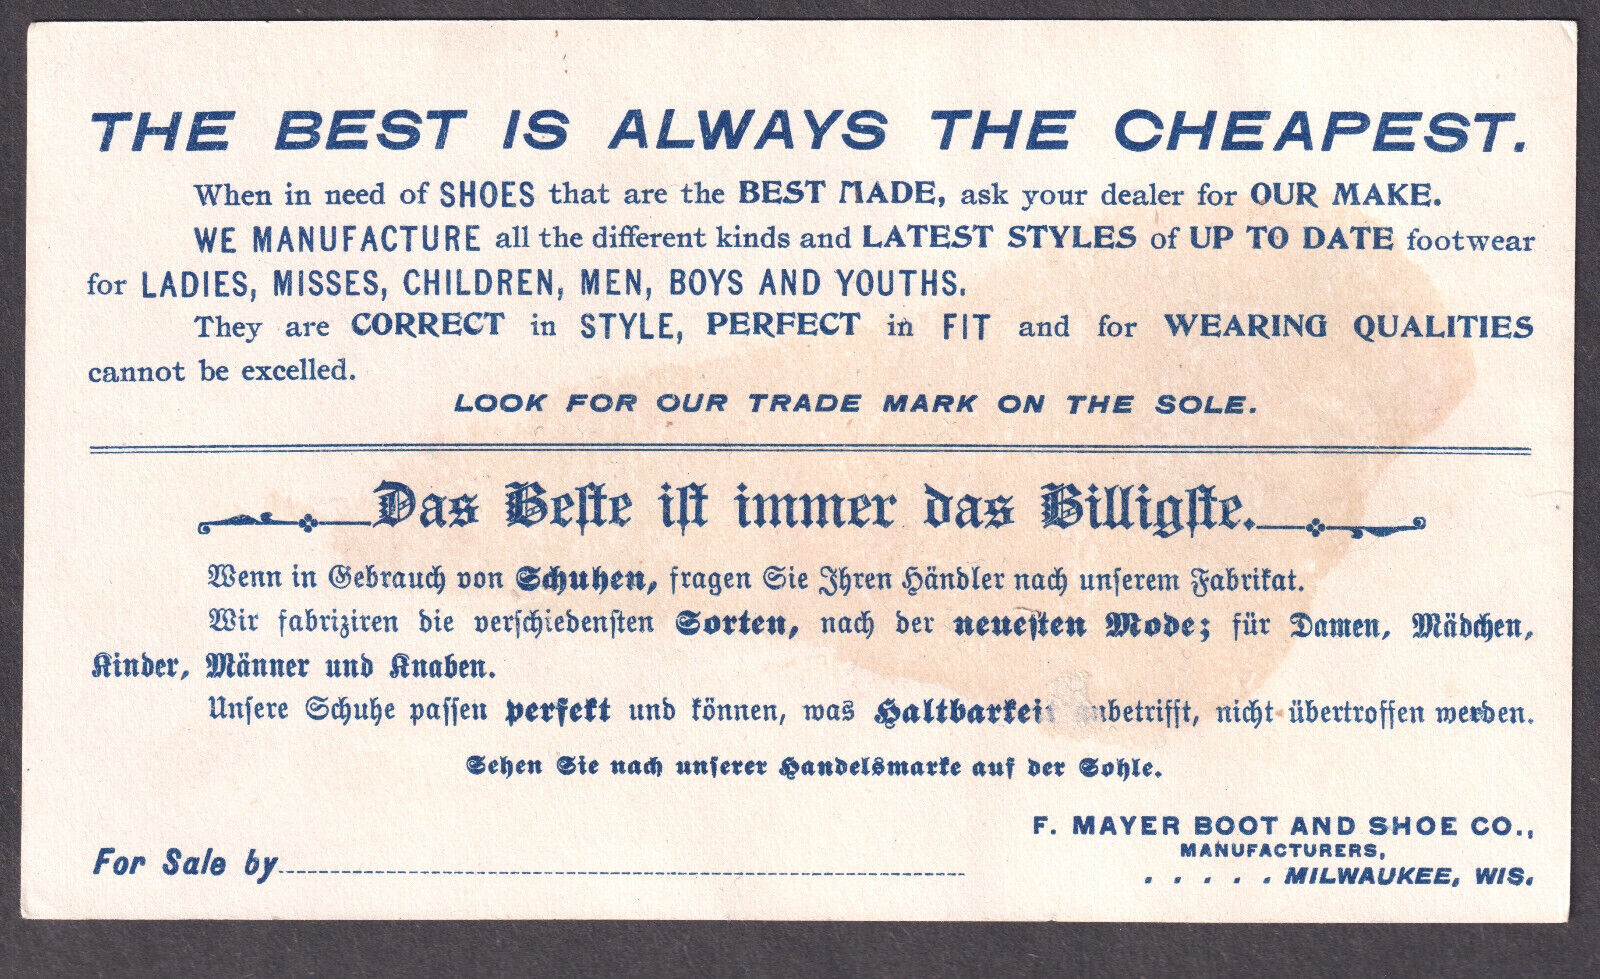 THE BEST IS ALWAYS THE CHEAPEST.
When in need of SHOES that are the BEST MADE, ask your dealer for OUR MAKE.
WE MANUFACTURE all the different kinds and LATEST STYLES of UP TO DATE footwear
for LADIES, MISSES, CHILDREN, MEN, BOYS AND YOUTHS.
They are CORRECT in STYLE, PERFECT in FIT and for WEARING QUALITIES
cannot be excelled.
LOOK FOR OUR TRADE MARK ON THE SOLE.
Das Beste ist immer das Billigste.
Wenn in Gebrauch von Schuhen, fragen Sie Ihren Händler nach unserem Fabrikat.
Wir fabriziren die verschiedensten Sorten, nach der neuesten Mode; für Damen, Mädchen,
Kinder, Männer und Knaben.
Unsere Schuhe passen perfekt und können, was Haltbarkeit anbetrifft, nicht übertroffen werden.
Sehen Sie nach unserer Handelsmarke auf der Sohle.
F. MAYER BOOT AND SHOE CO.,
MANUFACTURERS,
For Sale by
. . . . . MILWAUKEE, WIS.